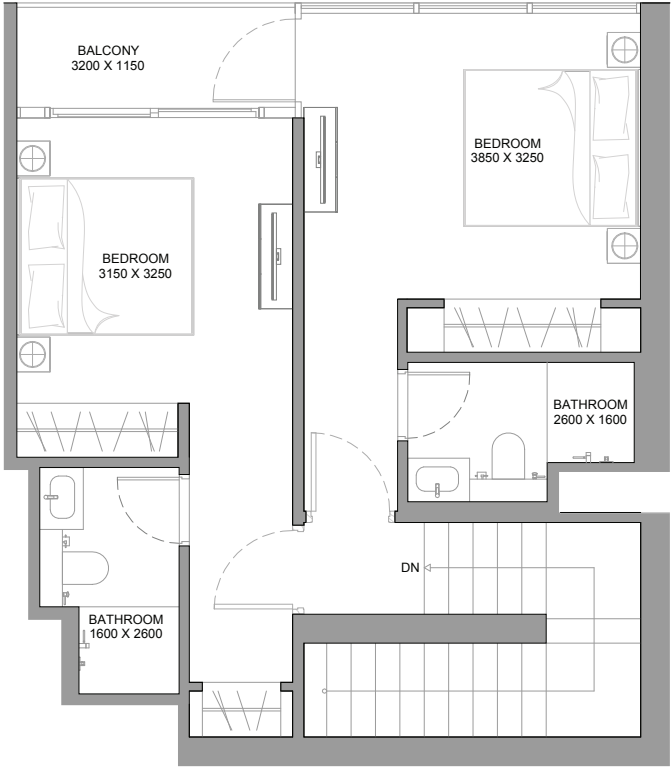 BALCONY
3200 X 1150
BEDROOM
3850 X 3250
BEDROOM
3150 X 3250
BATHROOM
2600 X 1600
DN
BATHROOM
1600 X 2600